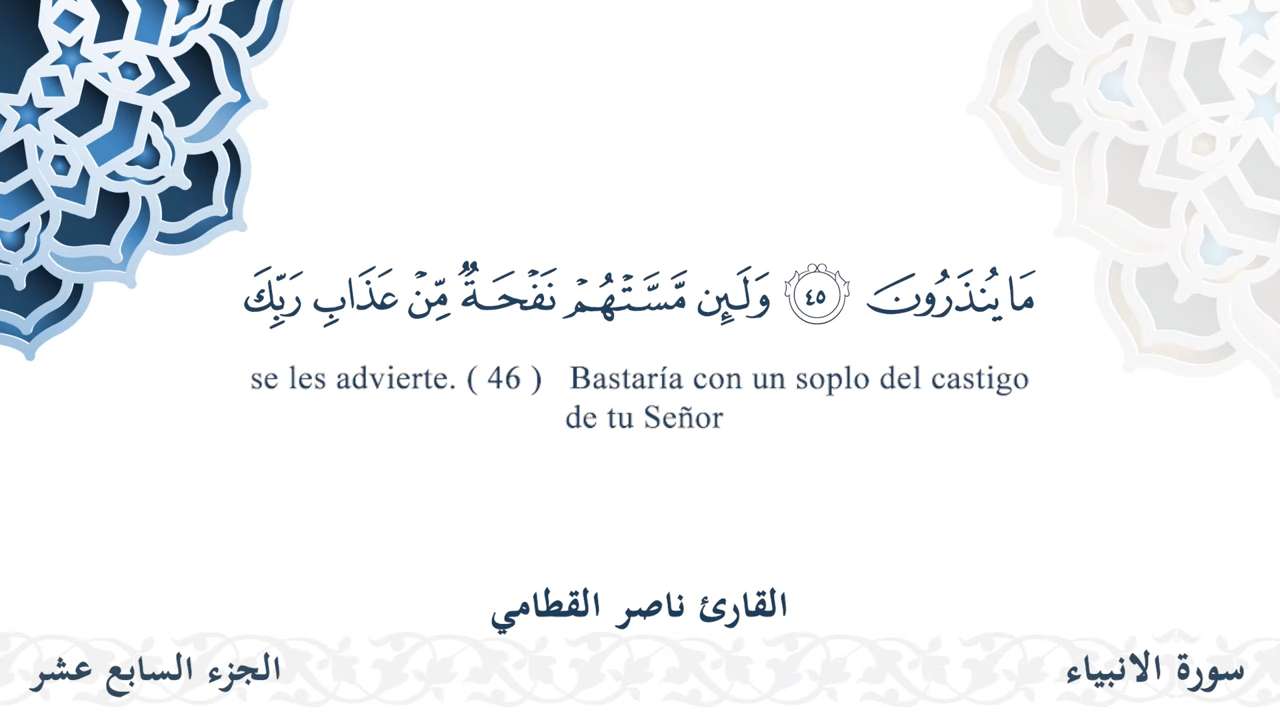 مَا يُنذَرُونَ ٤٥ وَلَئِن مَّسَّتْهُمْ نَفْحَةٌ مِّنْ عَذَابِ رَبِّكَ
se les advierte. ( 46 ) Bastaría con un soplo del castigo
de tu Señor
القارئ ناصر القطامي
سورة الانبياء
الجزء السابع عشر